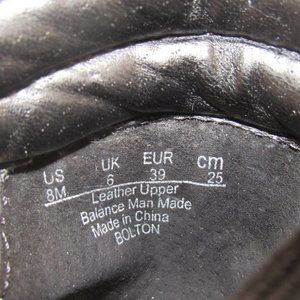 US UK EUR cm
8M 6 39 25
Leather Upper
Balance Man Made
Made in China
BOLTON